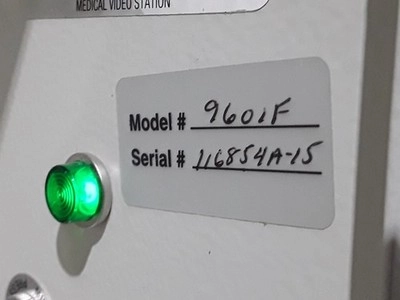 MEDICAL VIDEO STATION
Model # 9601F
Serial # 116854A-15